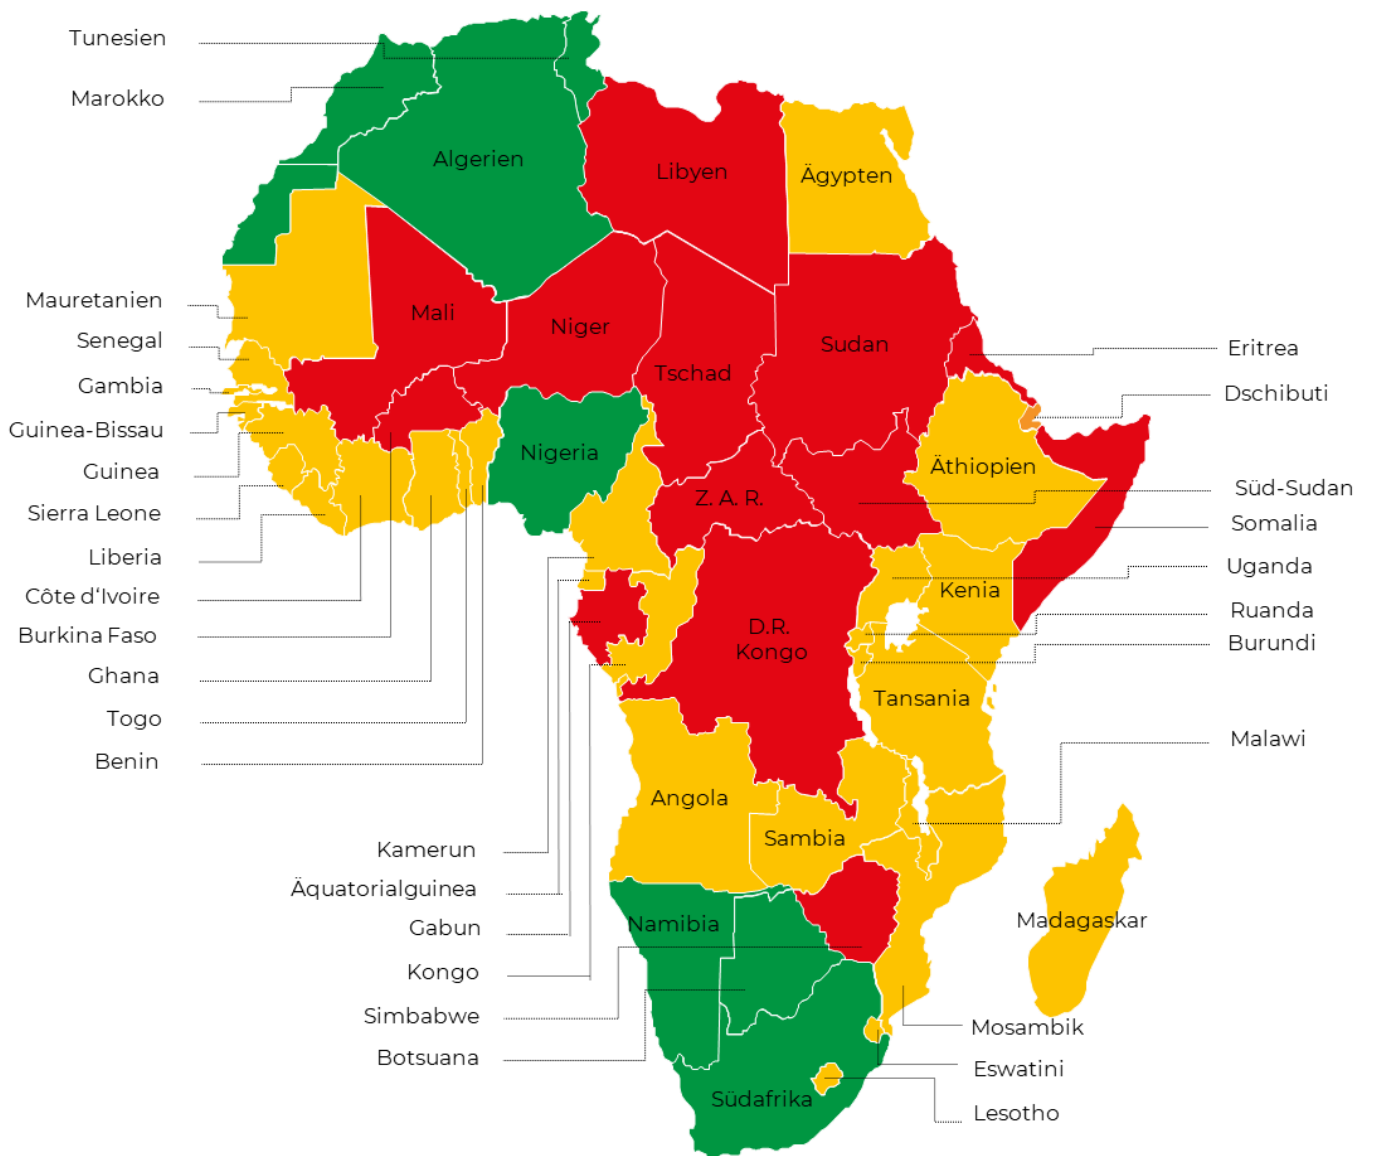 Tunesien
Marokko
Algerien
Libyen
Ägypten
Mauretanien
Senegal
Gambia
Guinea-Bissau
Guinea
Sierra Leone
Liberia
Côte d‘Ivoire
Burkina Faso
Ghana
Togo
Benin
Mali
Niger
Tschad
Sudan
Eritrea
Dschibuti
Nigeria
Z. A. R.
Äthiopien
Süd-Sudan
Somalia
Uganda
Kenia
Ruanda
Burundi
D.R.
Kongo
Tansania
Malawi
Angola
Sambia
Kamerun
Äquatorialguinea
Gabun
Kongo
Simbabwe
Botsuana
Namibia
Madagaskar
Mosambik
Eswatini
Lesotho
Südafrika